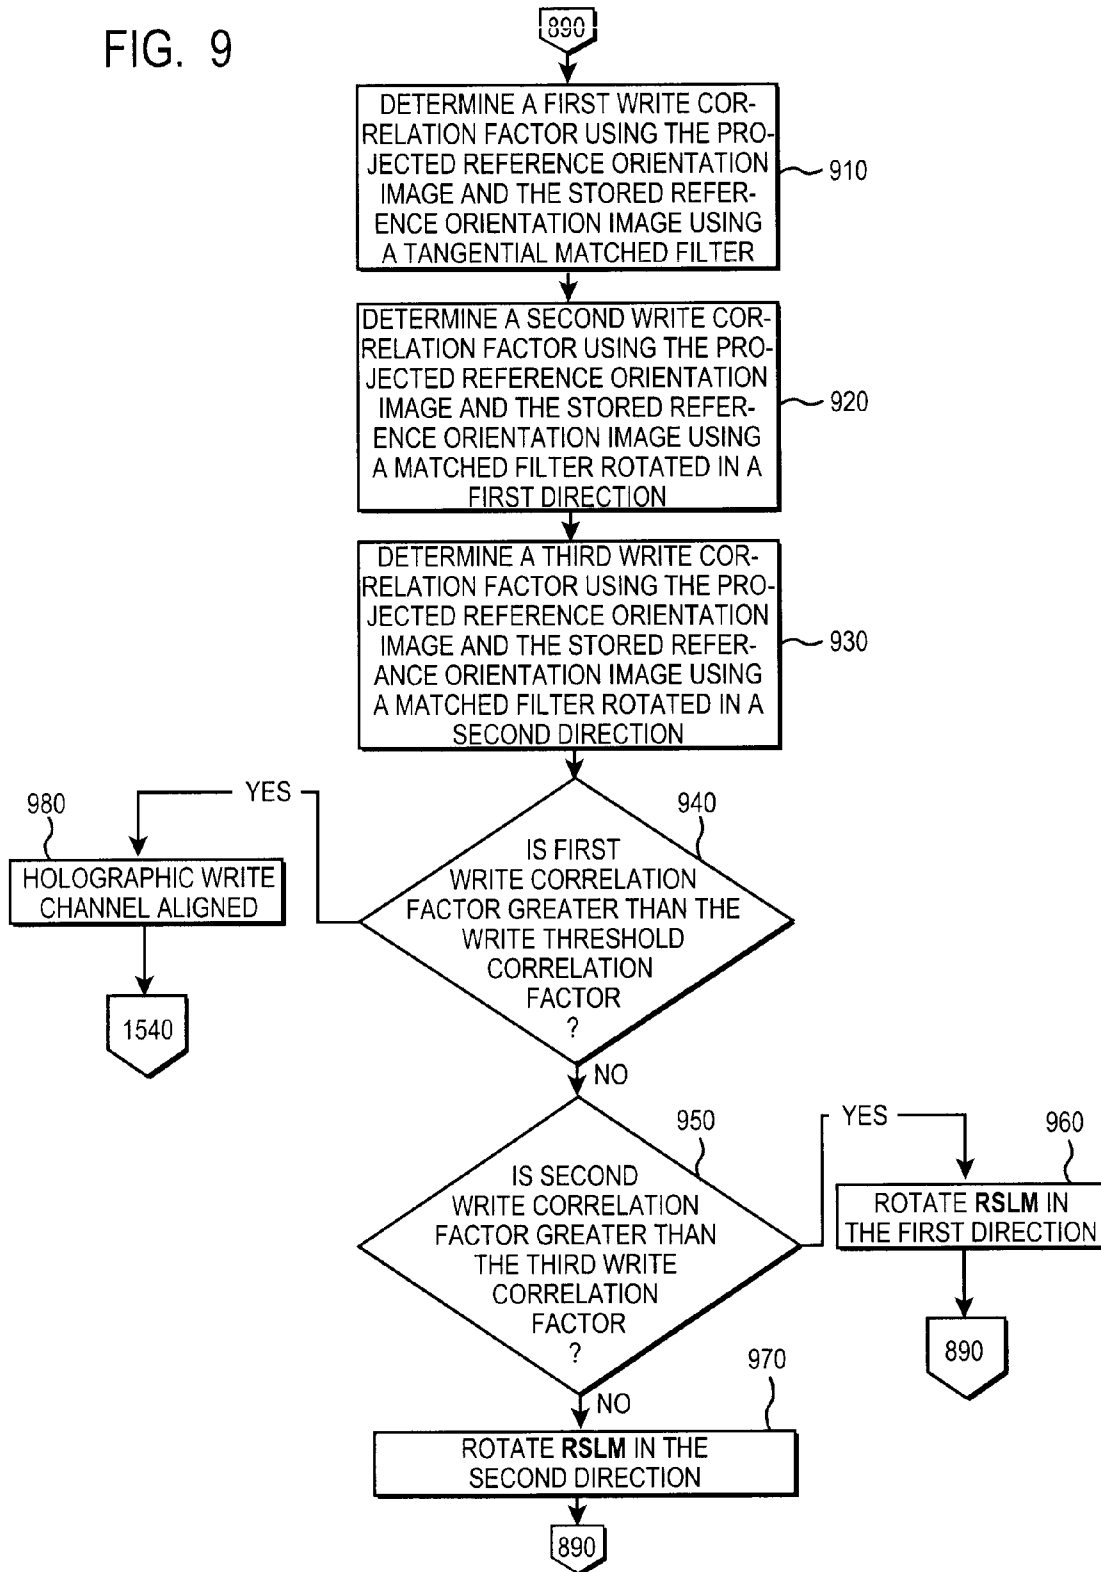 FIG. 9
890
DETERMINE A FIRST WRITE COR-
RELATION FACTOR USING THE PRO-
JECTED REFERENCE ORIENTATION
IMAGE AND THE STORED REFER-
ENCE ORIENTATION IMAGE USING
A TANGENTIAL MATCHED FILTER
910
DETERMINE A SECOND WRITE COR-
RELATION FACTOR USING THE PRO-
JECTED REFERENCE ORIENTATION
IMAGE AND THE STORED REFER-
ENCE ORIENTATION IMAGE USING
A MATCHED FILTER ROTATED IN A
FIRST DIRECTION
920
DETERMINE A THIRD WRITE COR-
RELATION FACTOR USING THE PRO-
JECTED REFERENCE ORIENTATION
IMAGE AND THE STORED REFER-
ANCE ORIENTATION IMAGE USING
A MATCHED FILTER ROTATED IN A
SECOND DIRECTION
930
940
IS FIRST
WRITE CORRELATION
FACTOR GREATER THAN THE
WRITE THRESHOLD
CORRELATION
FACTOR
?
YES
980
HOLOGRAPHIC WRITE
CHANNEL ALIGNED
1540
NO
950
IS SECOND
WRITE CORRELATION
FACTOR GREATER THAN
THE THIRD WRITE
CORRELATION
FACTOR
?
YES
960
ROTATE RSLM IN
THE FIRST DIRECTION
890
NO
970
ROTATE RSLM IN THE
SECOND DIRECTION
890